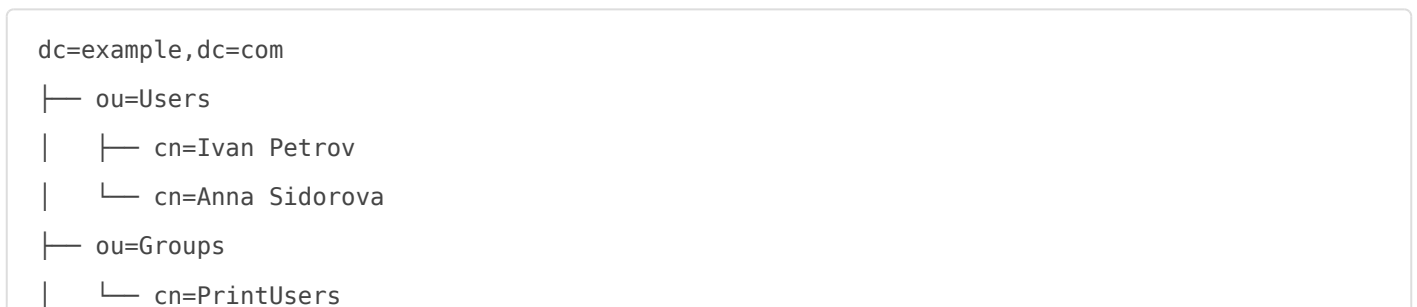 dc=example,dc=com
├── ou=Users
│   ├── cn=Ivan Petrov
│   └── cn=Anna Sidorova
├── ou=Groups
│   └── cn=PrintUsers